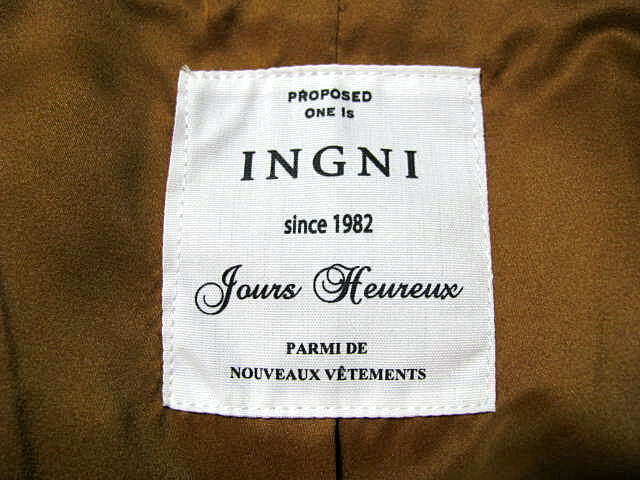 PROPOSED
ONE Is
INGNI
since 1982
Jours Heureux
PARMI DE
NOUVEAUX VÊTEMENTS